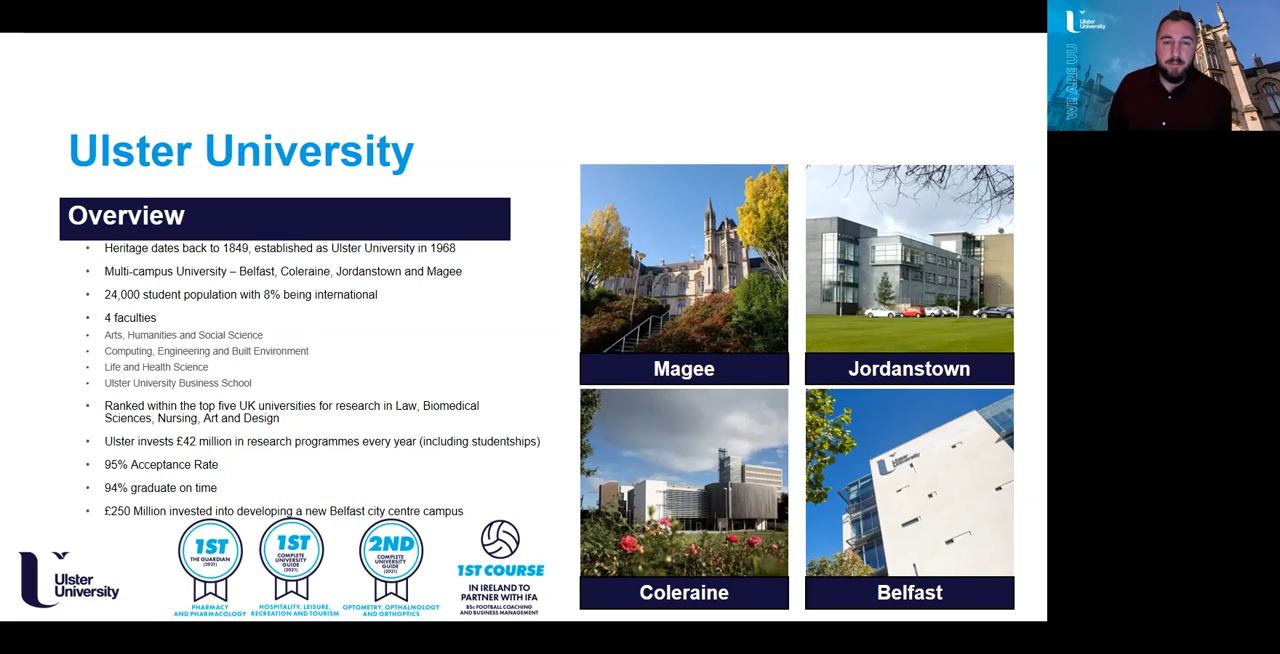 Ulster University
Overview
Heritage dates back to 1849, established as Ulster University in 1968
Multi-campus University – Belfast, Coleraine, Jordanstown and Magee
24,000 student population with 8% being international
4 faculties
Arts, Humanities and Social Science
Computing, Engineering and Built Environment
Life and Health Science
Ulster University Business School
Ranked within the top five UK universities for research in Law, Biomedical
Sciences, Nursing, Art and Design
Ulster invests £42 million in research programmes every year (including studentships)
95% Acceptance Rate
94% graduate on time
£250 Million invested into developing a new Belfast city centre campus
Ulster
University
1ST
THE GUARDIAN
(2021)
PHARMACY
AND PHARMACOLOGY
1ST
COMPLETE
UNIVERSITY
GUIDE
(2021)
HOSPITALITY, LEISURE,
RECREATION AND TOURISM
2ND
COMPLETE
UNIVERSITY
GUIDE
(2021)
OPTOMETRY, OPTHALMOLOGY
AND ORTHOPTICS
1ST COURSE
IN IRELAND TO
PARTNER WITH IFA
BSc FOOTBALL COACHING
AND BUSINESS MANAGEMENT
Magee
Jordanstown
Coleraine
Ulster
University
Belfast
Ulster
University
WE ARE UU